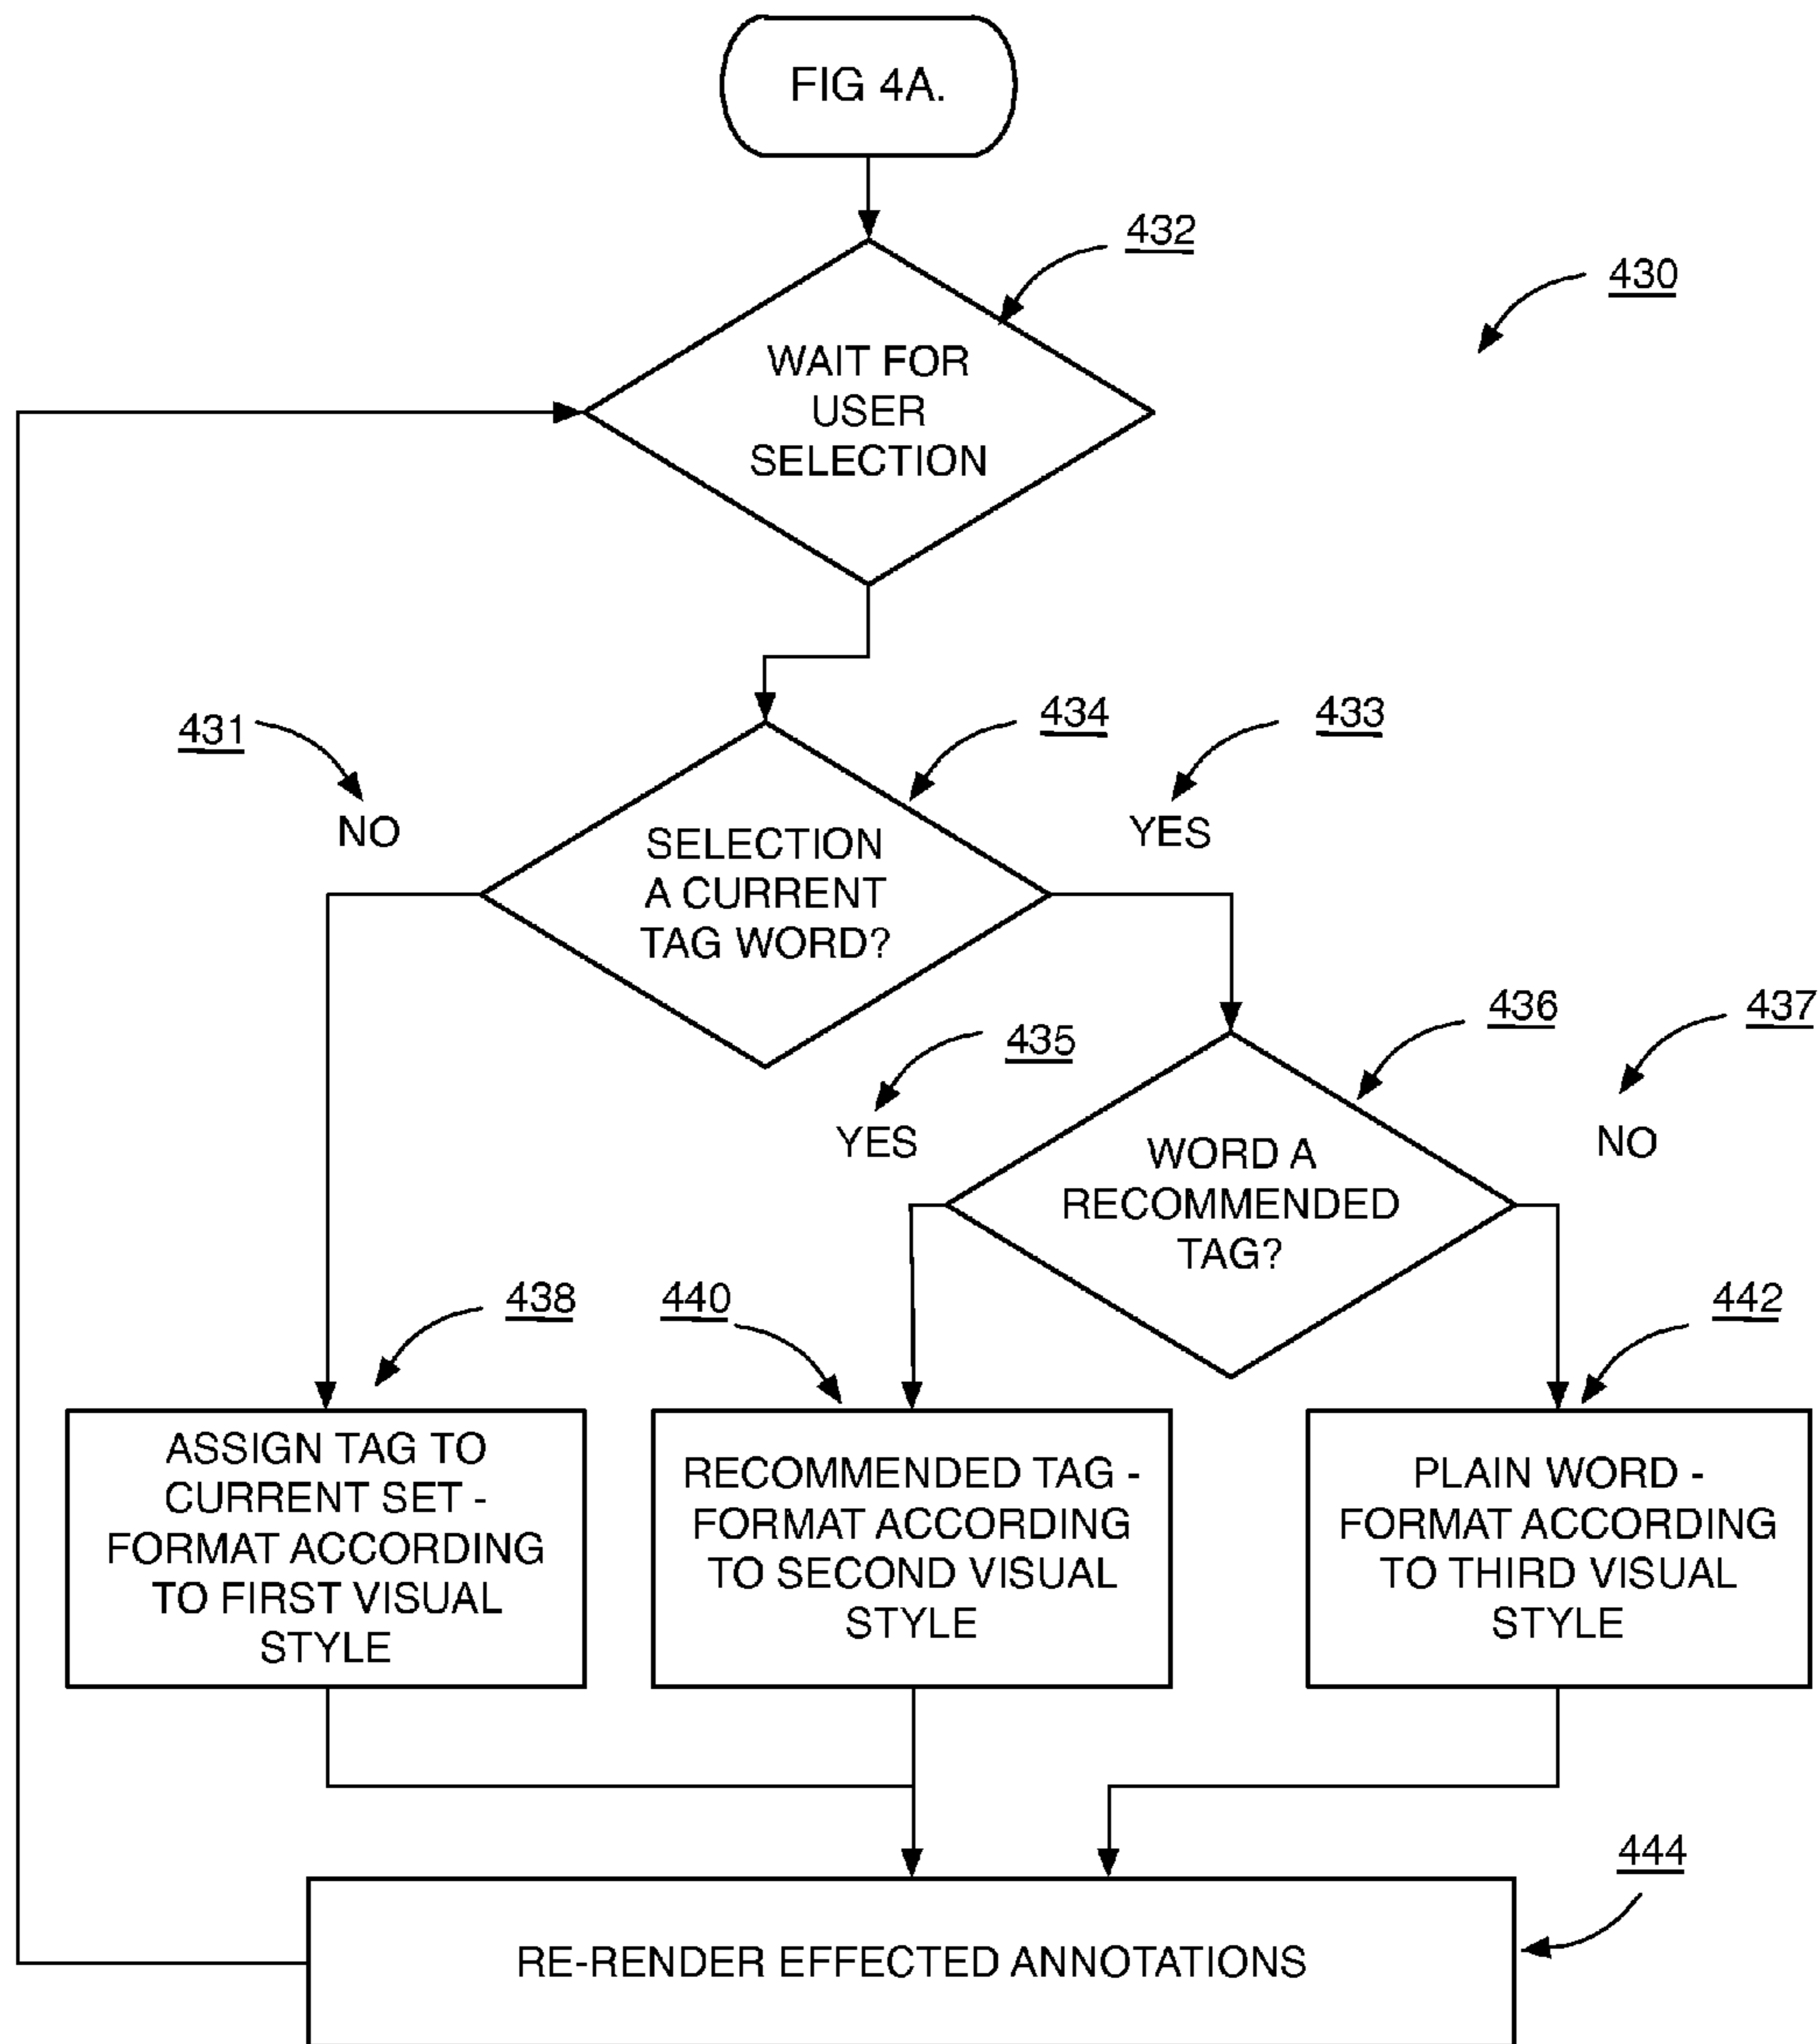 FIG 4A.
432
430
WAIT FOR
USER
SELECTION
431
434
433
NO
YES
SELECTION
A CURRENT
TAG WORD?
435
436
437
YES
NO
WORD A
RECOMMENDED
TAG?
438
440
442
ASSIGN TAG TO
CURRENT SET -
FORMAT ACCORDING
TO FIRST VISUAL
STYLE
RECOMMENDED TAG -
FORMAT ACCORDING
TO SECOND VISUAL
STYLE
PLAIN WORD -
FORMAT ACCORDING
TO THIRD VISUAL
STYLE
444
RE-RENDER EFFECTED ANNOTATIONS